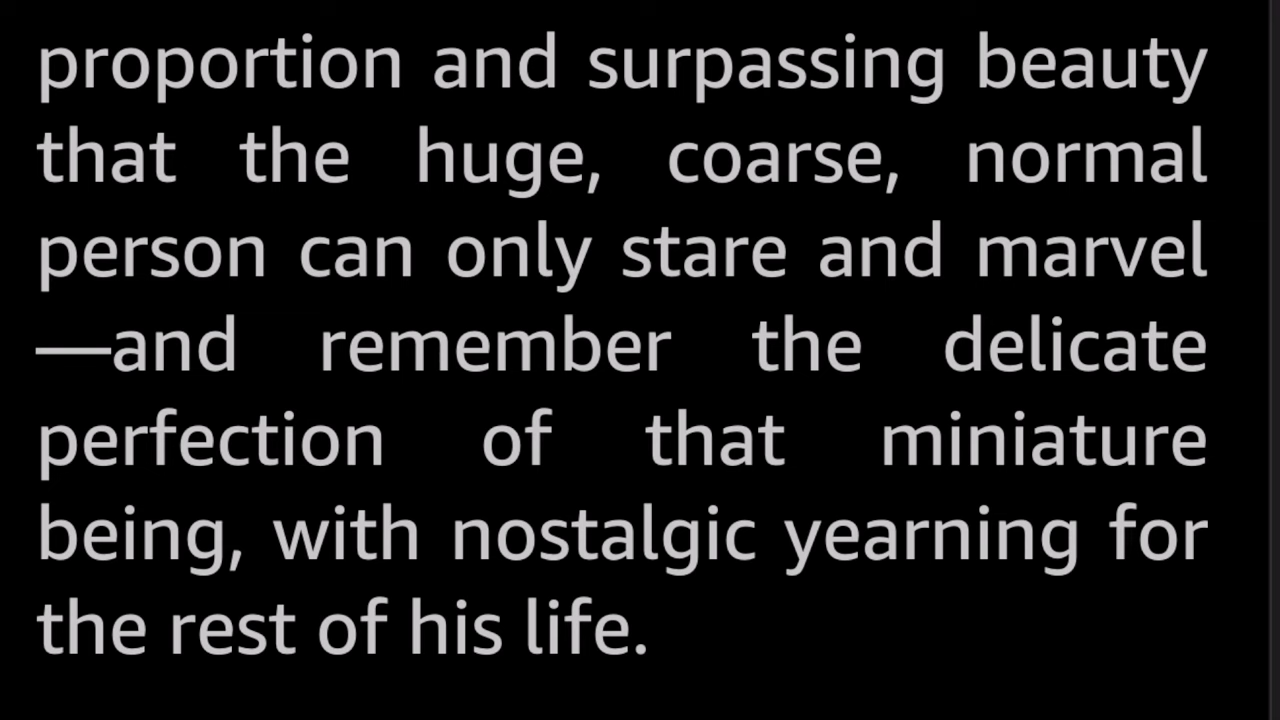 proportion and surpassing beauty
that the huge, coarse, normal
person can only stare and marvel
—and remember the delicate
perfection of that miniature
being, with nostalgic yearning for
the rest of his life.